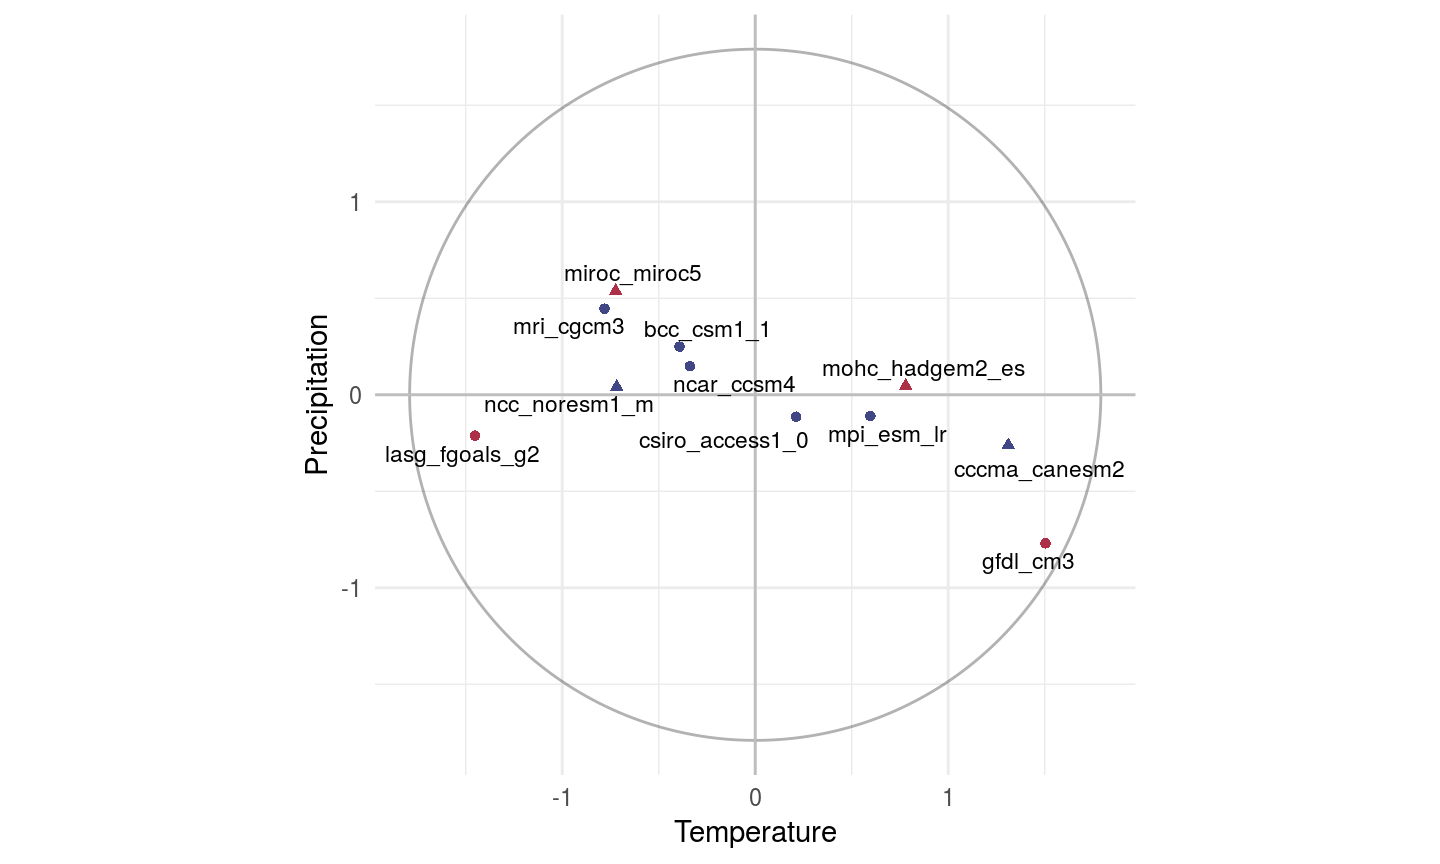 1
miroc_miroc5
mri_cgcm3
bcc_csm1_1
mohc_hadgem2_es
ncar_ccsm4
0
ncc_noresm1_m
csiro_access1_0
mpi_esm_lr
lasg_fgoals_g2
cccma_canesm2
gfdl_cm3
-1
Precipitation
-1 0 1
Temperature